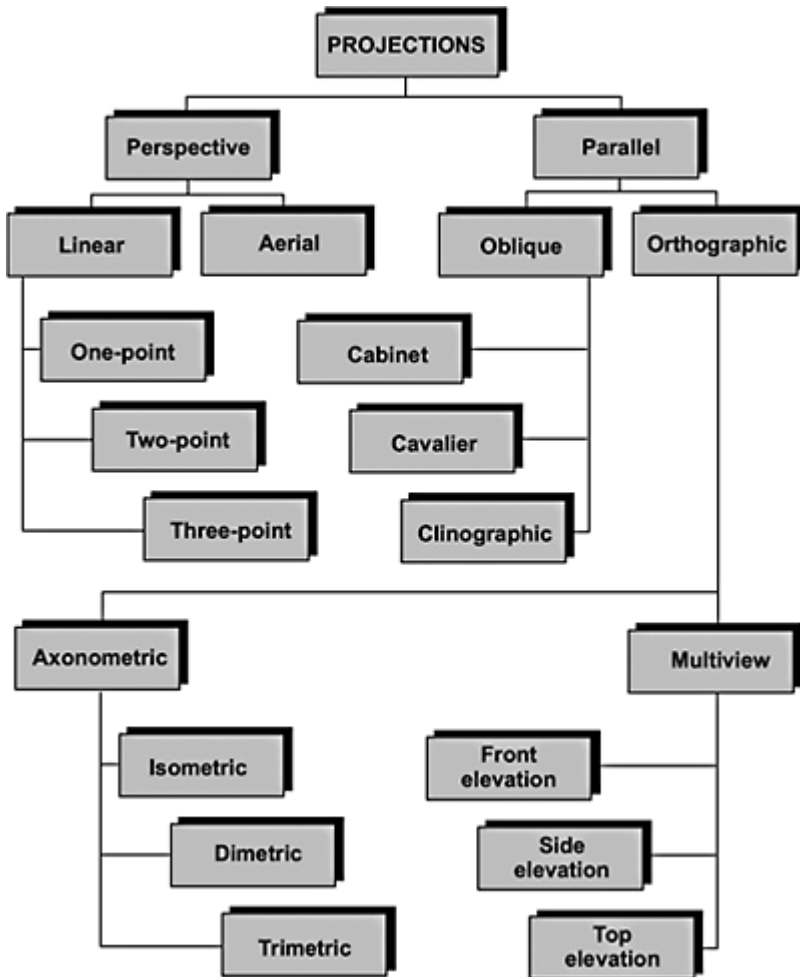 PROJECTIONS
Perspective
Parallel
Linear
Aerial
Oblique
Orthographic
One-point
Cabinet
Two-point
Cavalier
Three-point
Clinographic
Axonometric
Multiview
Isometric
Front
elevation
Dimetric
Side
elevation
Trimetric
Top
elevation